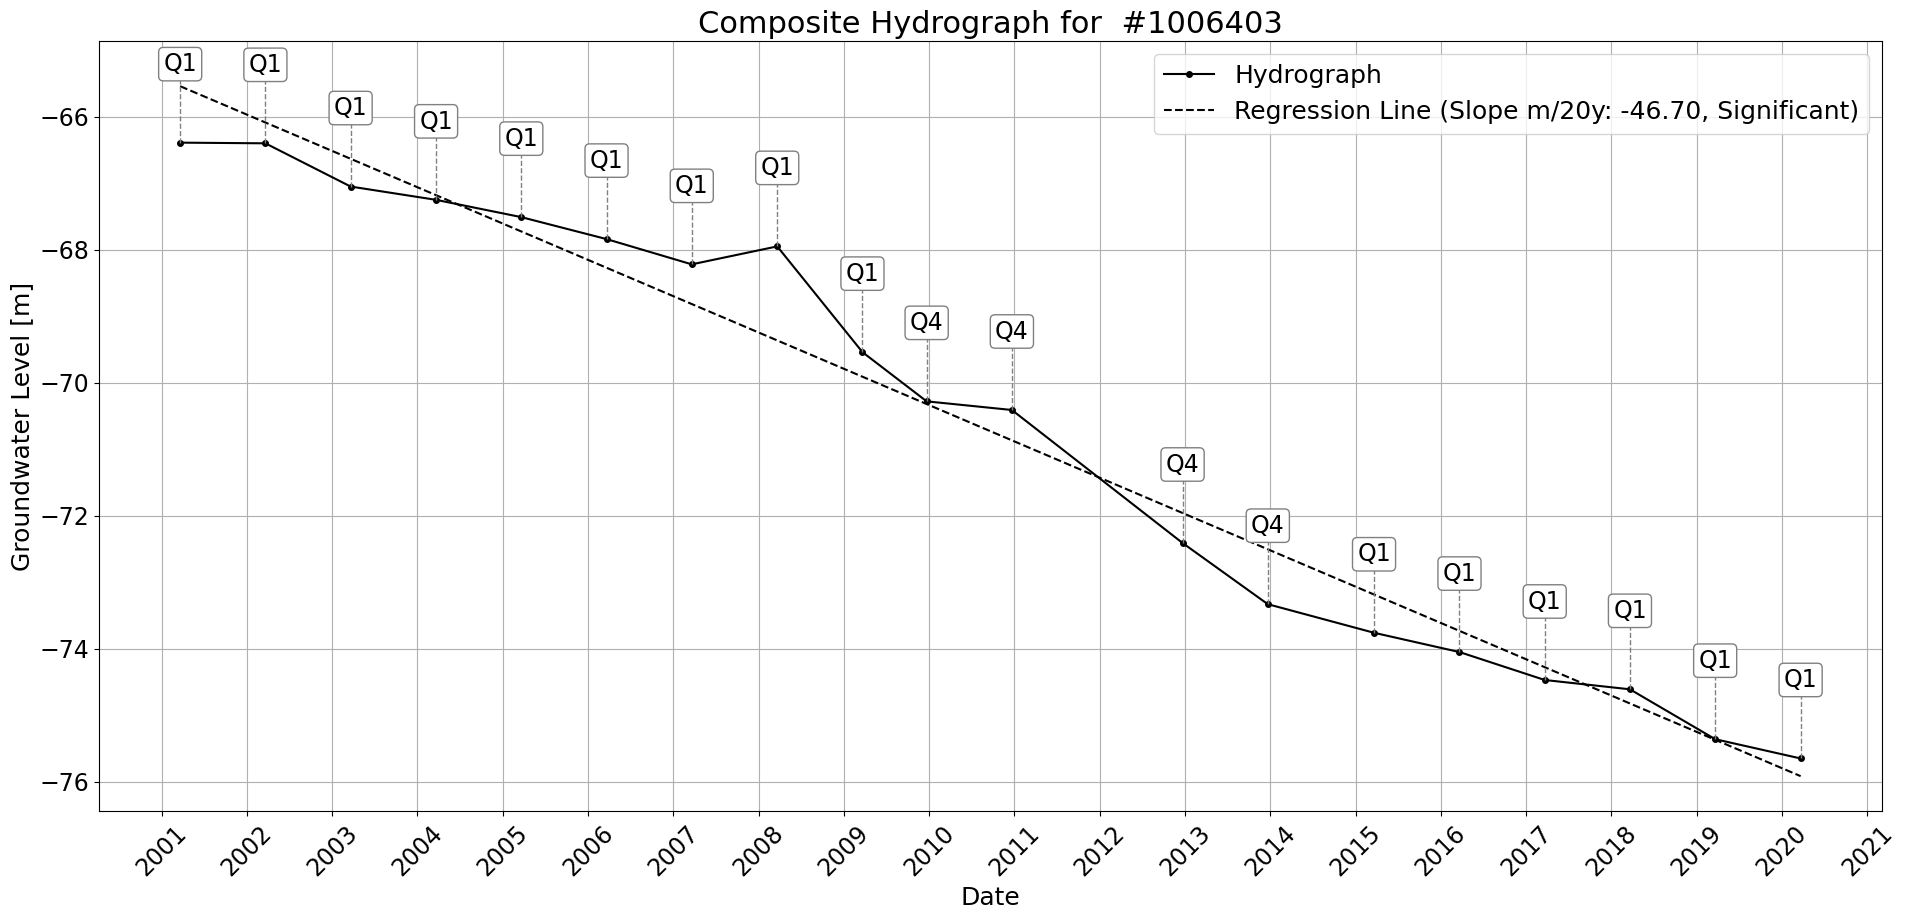 Composite Hydrograph for  #1006403
Hydrograph
Regression Line (Slope m/20y: -46.70, Significant)
Q1
Q1
Q1
Q1
Q1
Q1
Q1
Q1
Q1
Q4
Q4
Q4
Q4
Q1
Q1
Q1
Q1
Q1
Q1
Groundwater Level [m]
−66
−68
−70
−72
−74
−76
2001
2002
2003
2004
2005
2006
2007
2008
2009
2010
2011
2012
2013
2014
2015
2016
2017
2018
2019
2020
2021
Date